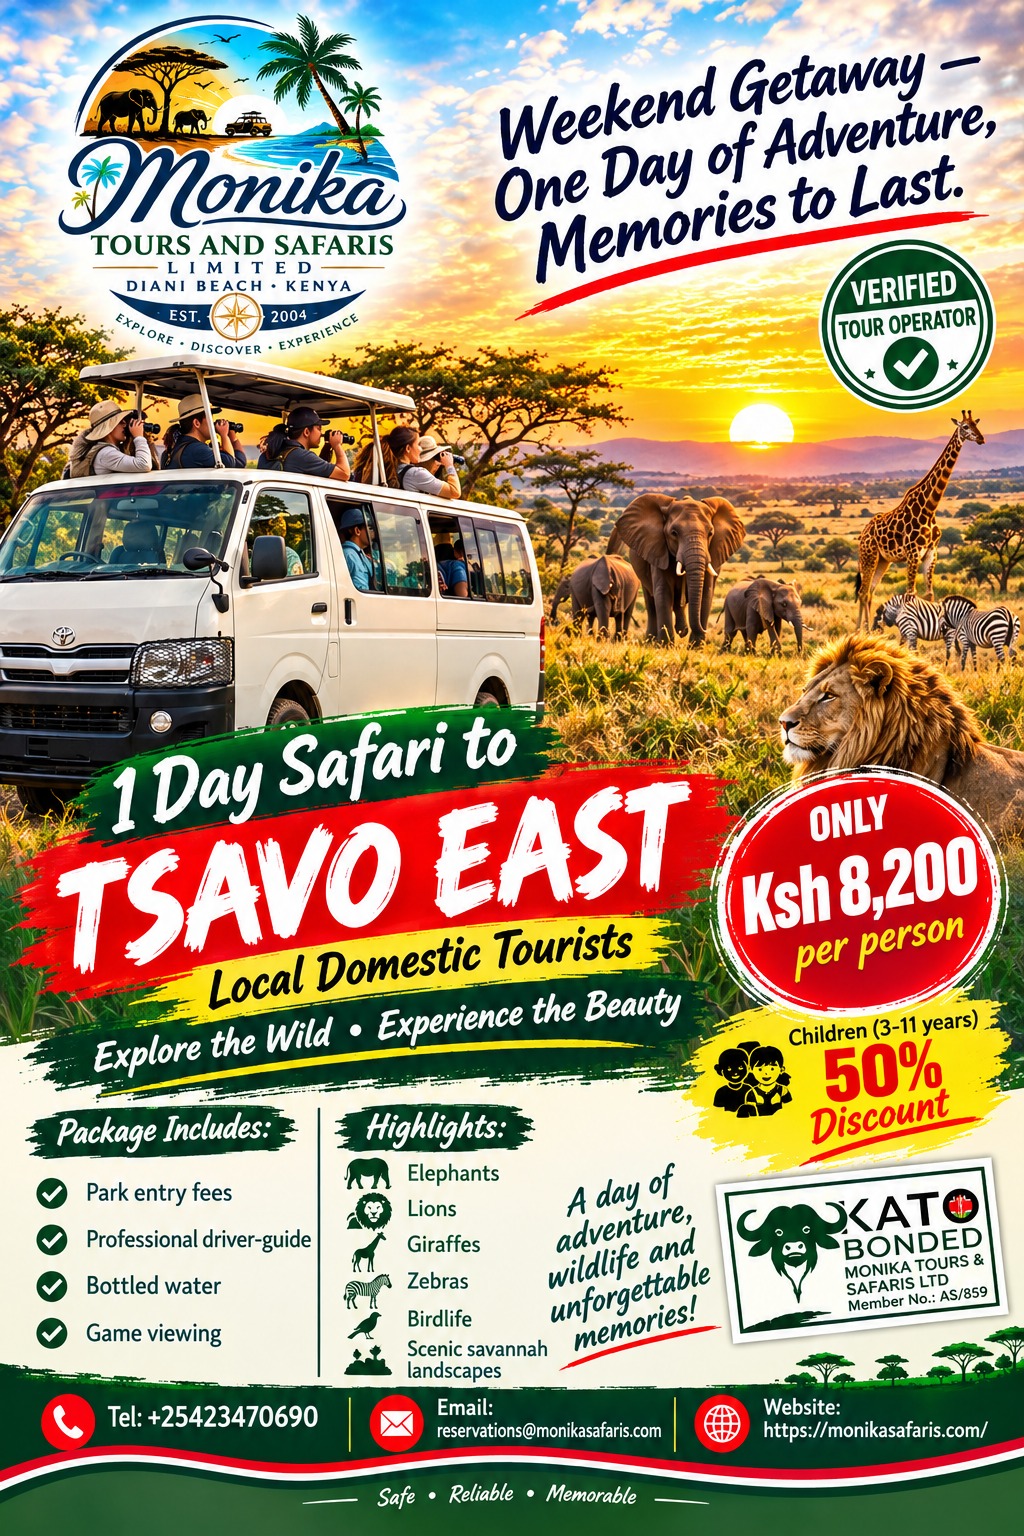 Monika
TOURS AND SAFARIS
LIMITED
DIANI BEACH • KENYA
EST. 2004
EXPLORE • DISCOVER • EXPERIENCE
Weekend Getaway –
One Day of Adventure,
Memories to Last.
VERIFIED
TOUR OPERATOR
1 Day Safari to
TSAVO EAST
Local Domestic Tourists
Explore the Wild • Experience the Beauty
ONLY
Ksh 8,200
per person
Children (3-11 years)
50%
Discount
Package Includes:
Park entry fees
Professional driver-guide
Bottled water
Game viewing
Highlights:
Elephants
Lions
Giraffes
Zebras
Birdlife
Scenic savannah
landscapes
A day of
adventure,
wildlife and
unforgettable
memories!
KATO
BONDED
MONIKA TOURS &
SAFARIS LTD
Member No.: AS/859
Tel: +25423470690
Email:
reservations@monikasafaris.com
Website:
https://monikasafaris.com/
Safe • Reliable • Memorable